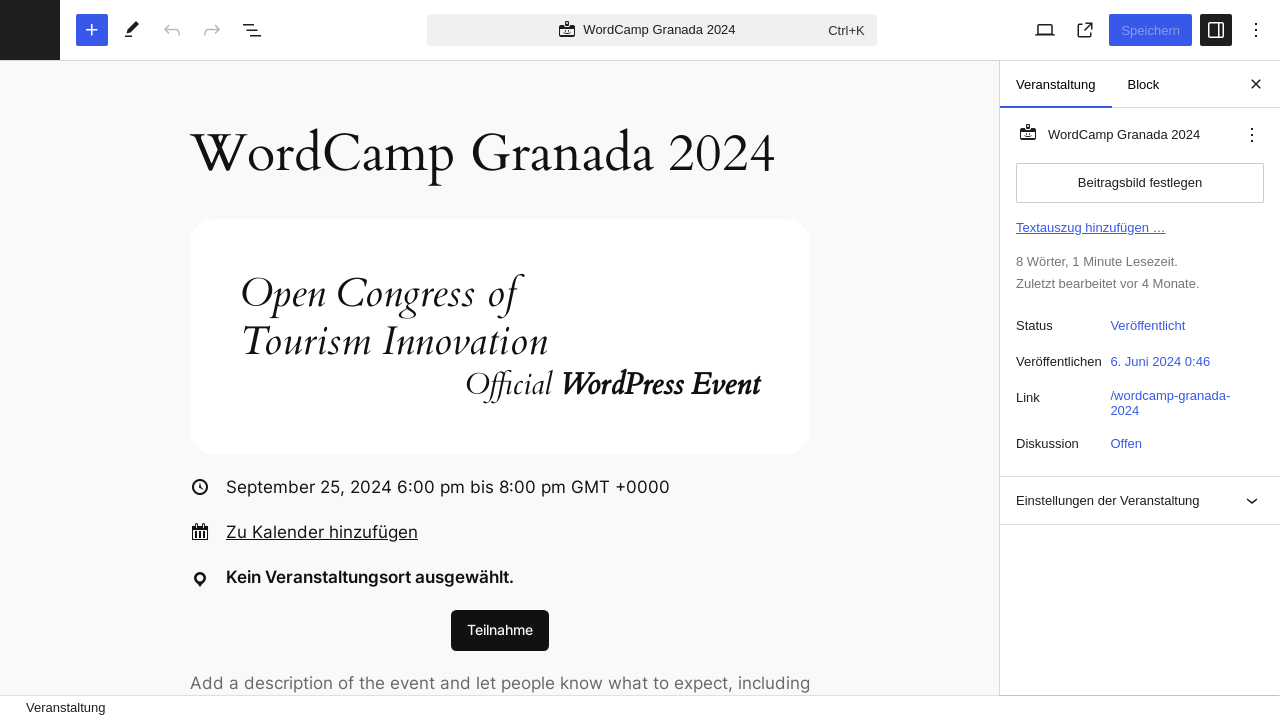 WordCamp Granada 2024
Ctrl+K
Speichern
Veranstaltung
Block
WordCamp Granada 2024
WordCamp Granada 2024
Beitragsbild festlegen
Textauszug hinzufügen …
8 Wörter, 1 Minute Lesezeit.
Zuletzt bearbeitet vor 4 Monate.
Status
Veröffentlicht
Veröffentlichen
6. Juni 2024 0:46
Link
/wordcamp-granada-
2024
Diskussion
Offen
Einstellungen der Veranstaltung
Open Congress of
Tourism Innovation
Official WordPress Event
September 25, 2024 6:00 pm bis 8:00 pm GMT +0000
Zu Kalender hinzufügen
Kein Veranstaltungsort ausgewählt.
Teilnahme
Add a description of the event and let people know what to expect, including
Veranstaltung